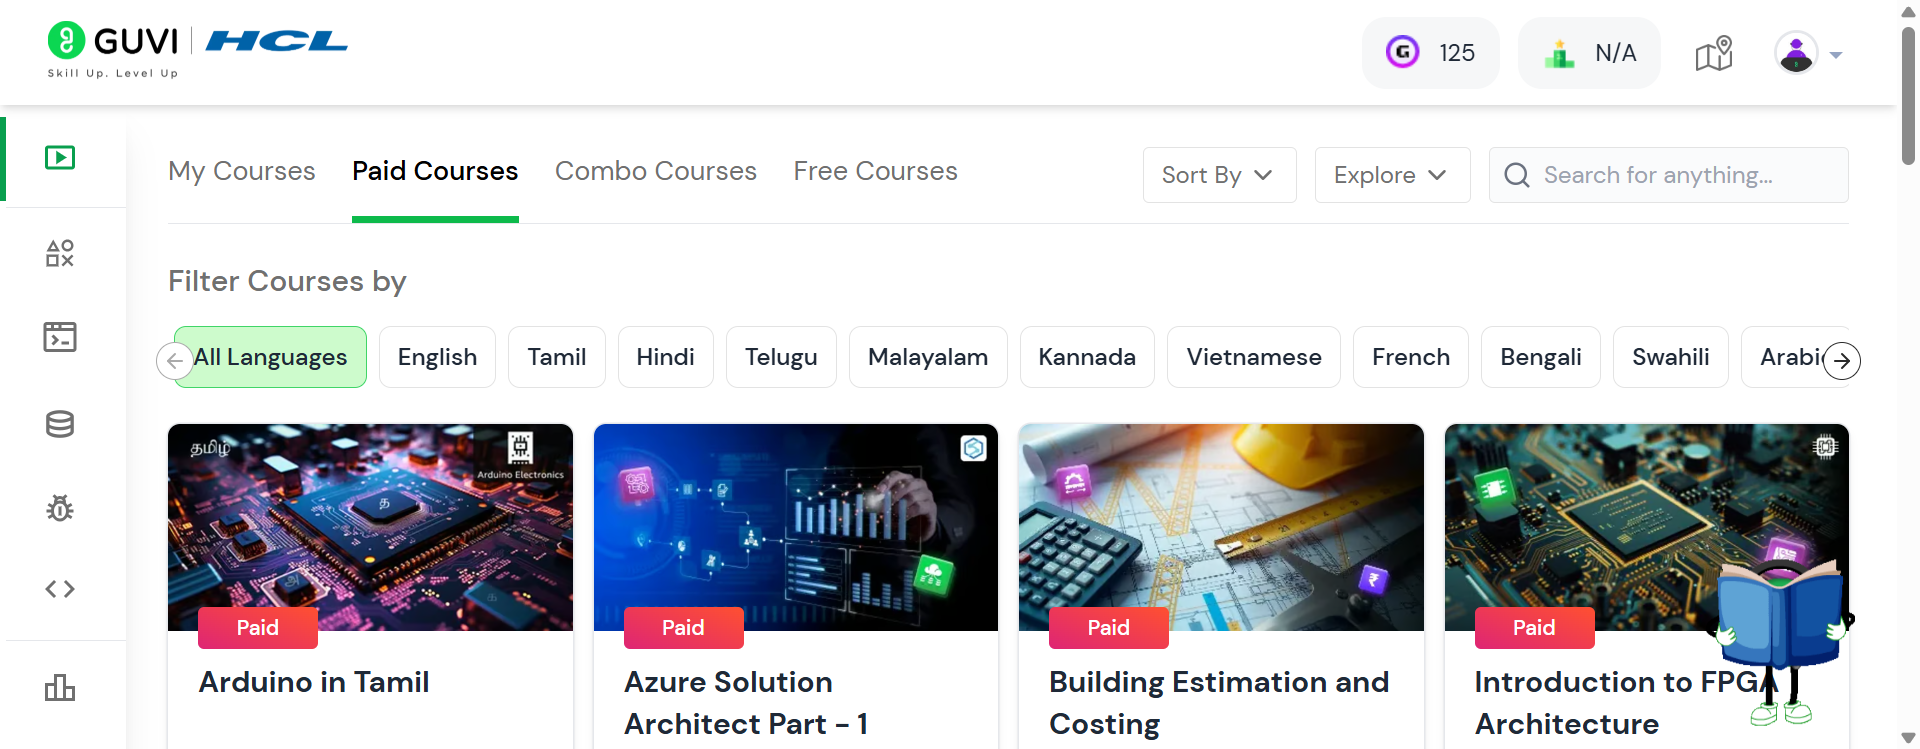 GUVI HCL
Skill Up. Level Up
125
N/A
My Courses
Paid Courses
Combo Courses
Free Courses
Sort By
Explore
Search for anything...
Filter Courses by
All Languages
English
Tamil
Hindi
Telugu
Malayalam
Kannada
Vietnamese
French
Bengali
Swahili
Arabic
தமிழ்
Arduino Electronics
த
Paid
Paid
Paid
Paid
Arduino in Tamil
Azure Solution
Architect Part - 1
Building Estimation and
Costing
Introduction to FPGA
Architecture